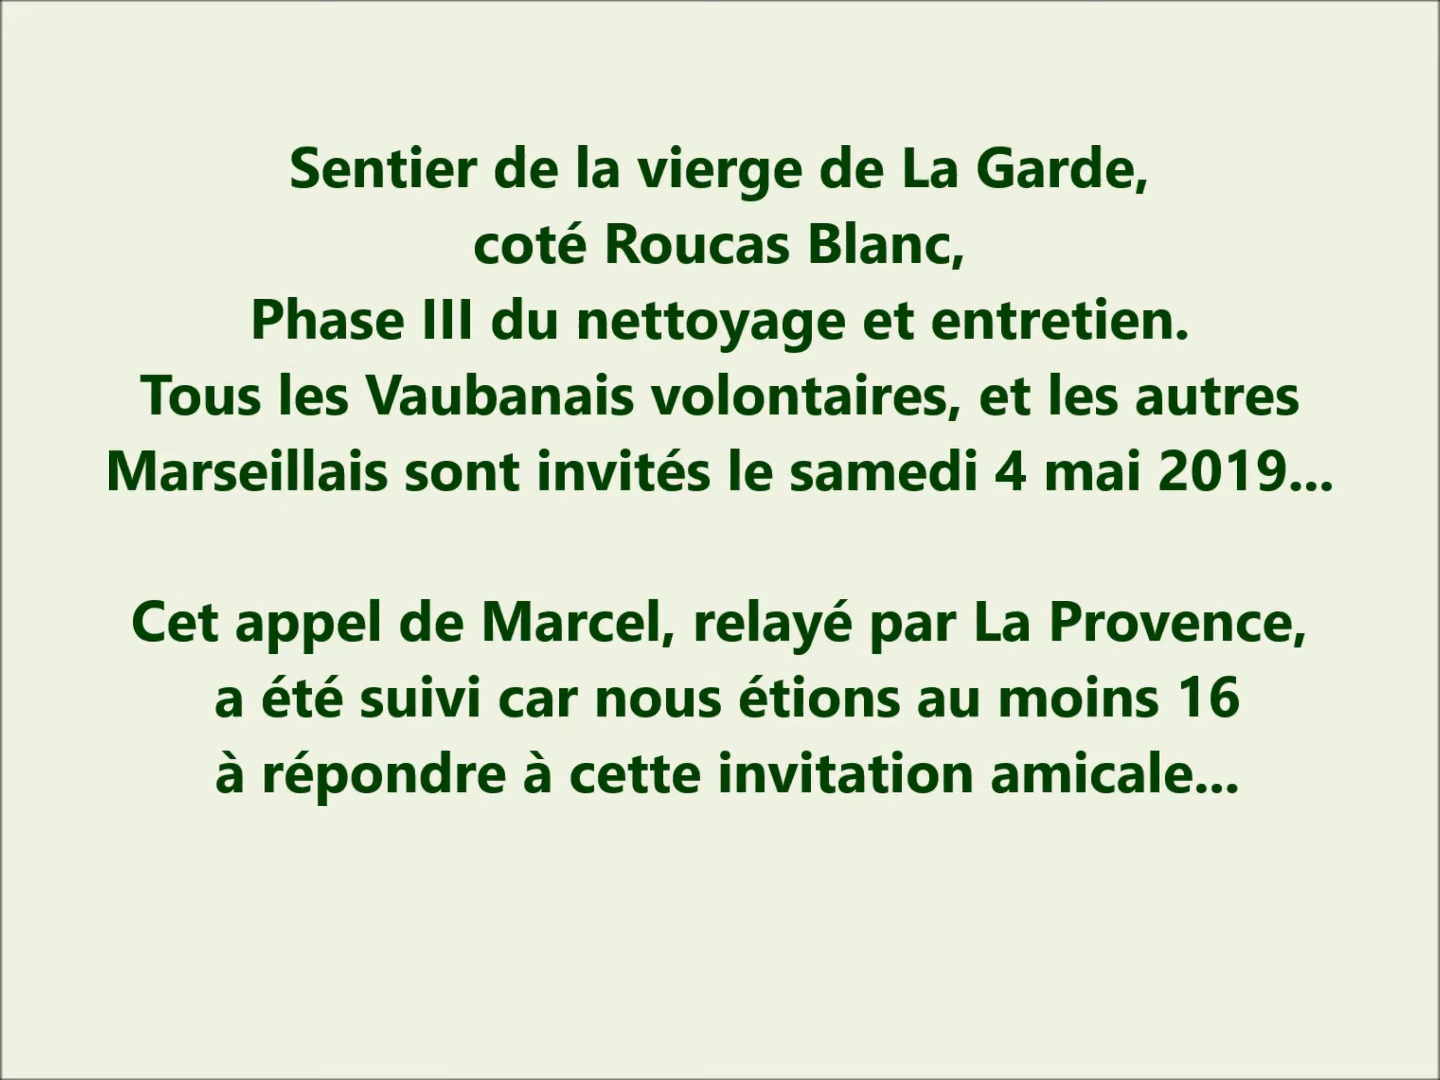 Sentier de la vierge de La Garde,
coté Roucas Blanc,
Phase III du nettoyage et entretien.
Tous les Vaubanais volontaires, et les autres
Marseillais sont invités le samedi 4 mai 2019...
Cet appel de Marcel, relayé par La Provence,
a été suivi car nous étions au moins 16
à répondre à cette invitation amicale...